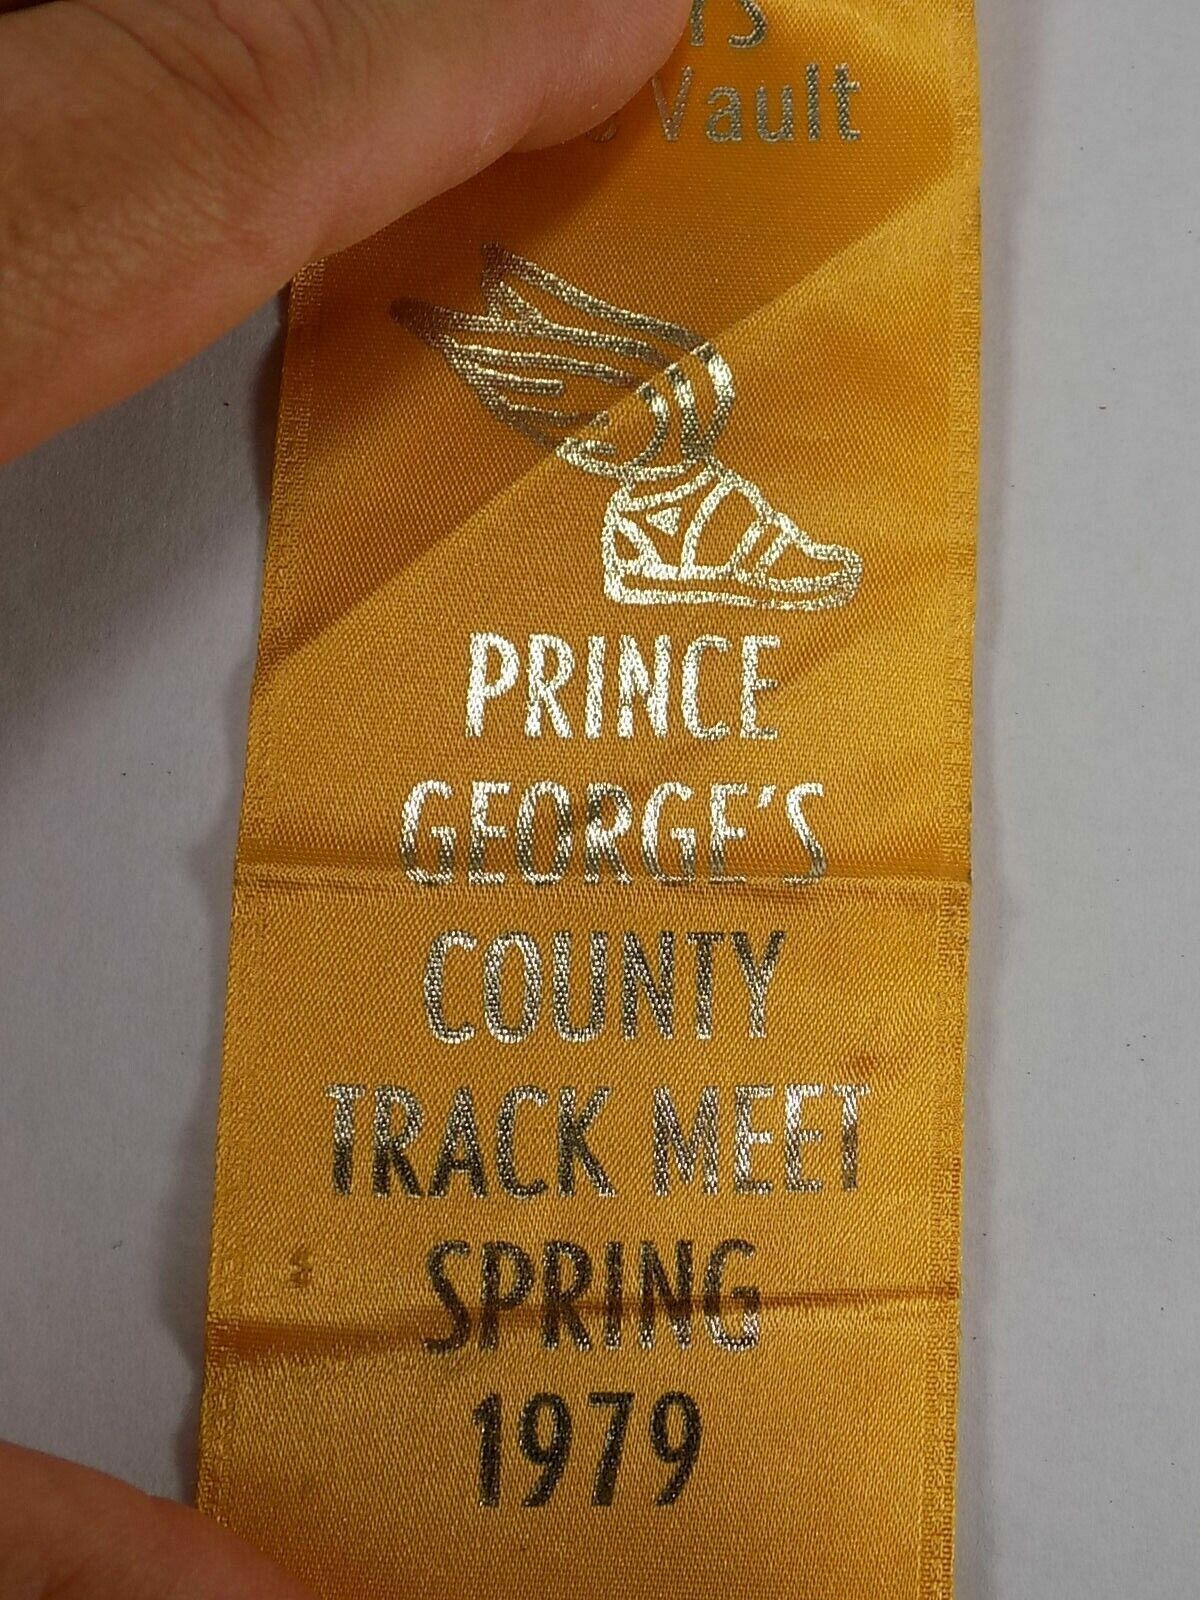 Vault
PRINCE
GEORGE'S
COUNTY
TRACK MEET
SPRING
1979